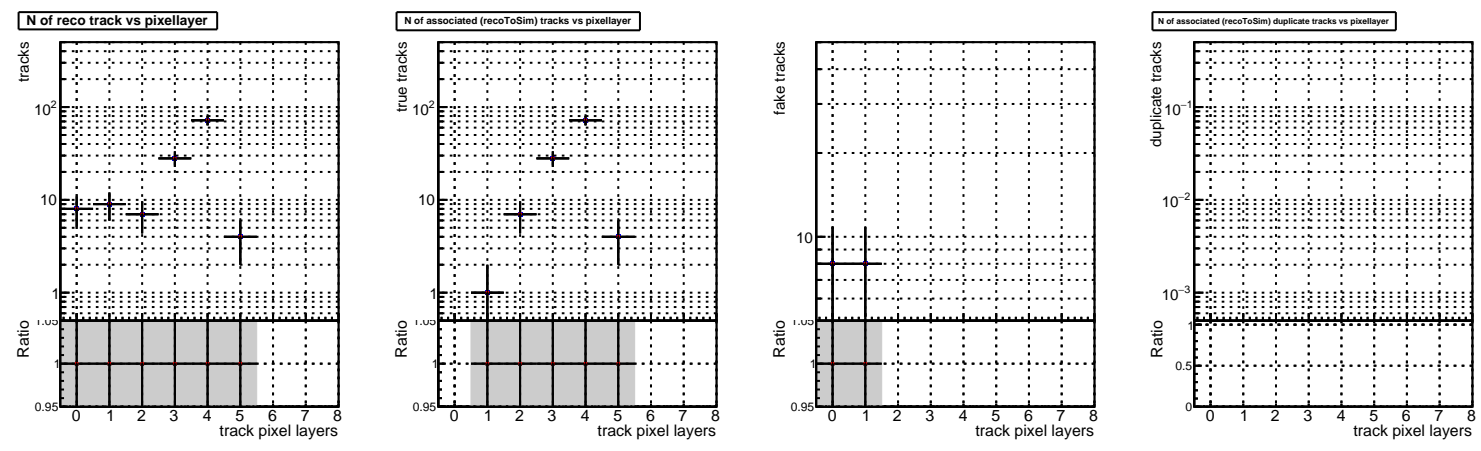 N of reco track vs pixellayer
tracks
10²
10
1
Ratio
1.05
1
0.95
0 1 2 3 4 5 6 7 8
track pixel layers
N of associated (recoToSim) tracks vs pixellayer
true tracks
10²
10
1
Ratio
1.05
1
0.95
0 1 2 3 4 5 6 7 8
track pixel layers
fake tracks
10
Ratio
1.05
1
0.95
0 1 2 3 4 5 6 7 8
track pixel layers
N of associated (recoToSim) duplicate tracks vs pixellayer
duplicate tracks
10⁻¹
10⁻²
10⁻³
Ratio
1
0.5
0
0 1 2 3 4 5 6 7 8
track pixel layers